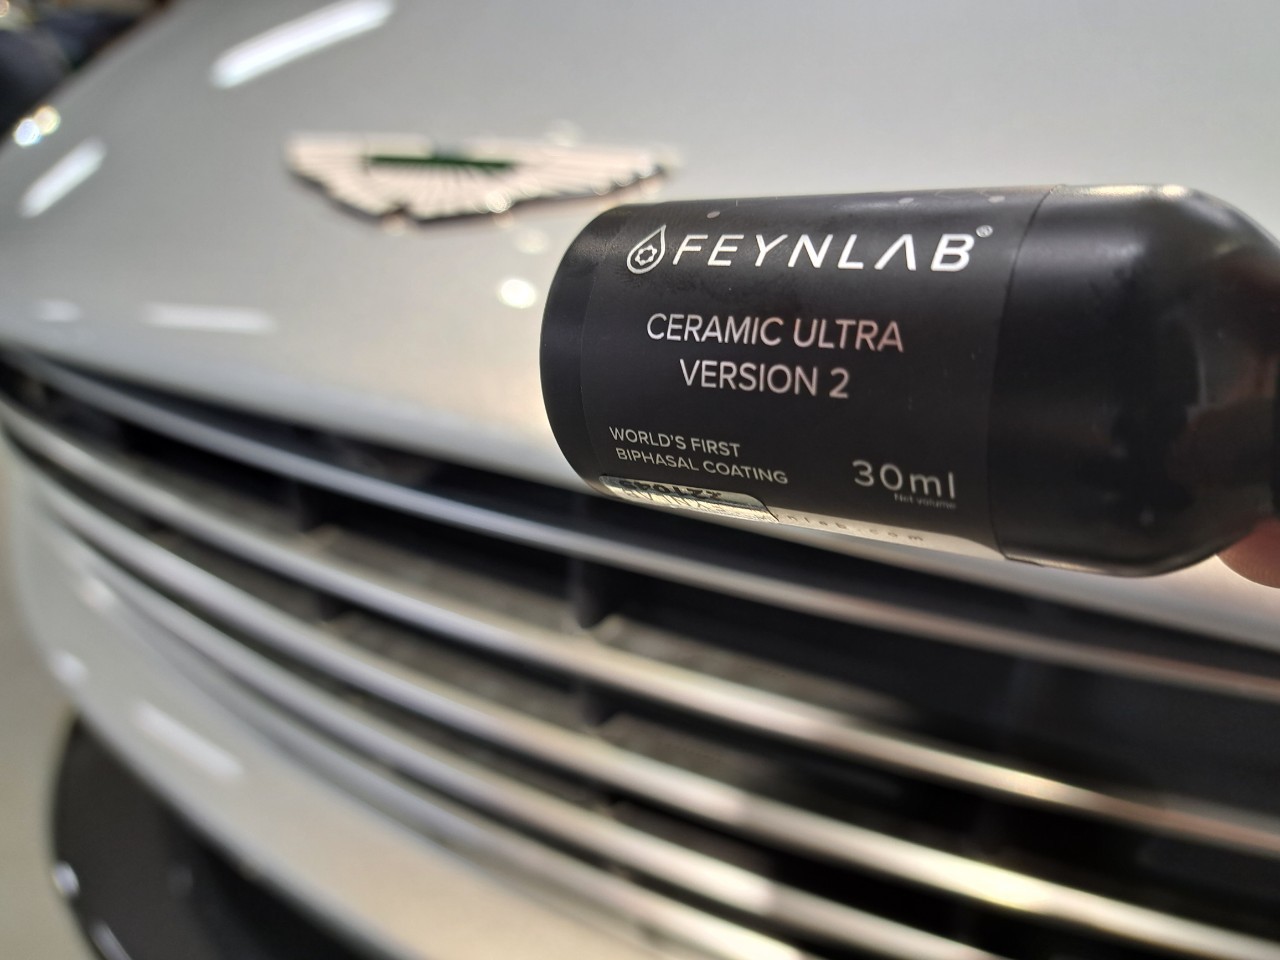 FEYNLAB®
CERAMIC ULTRA
VERSION 2
WORLD'S FIRST
BIPHASAL COATING
30ml
Net volume